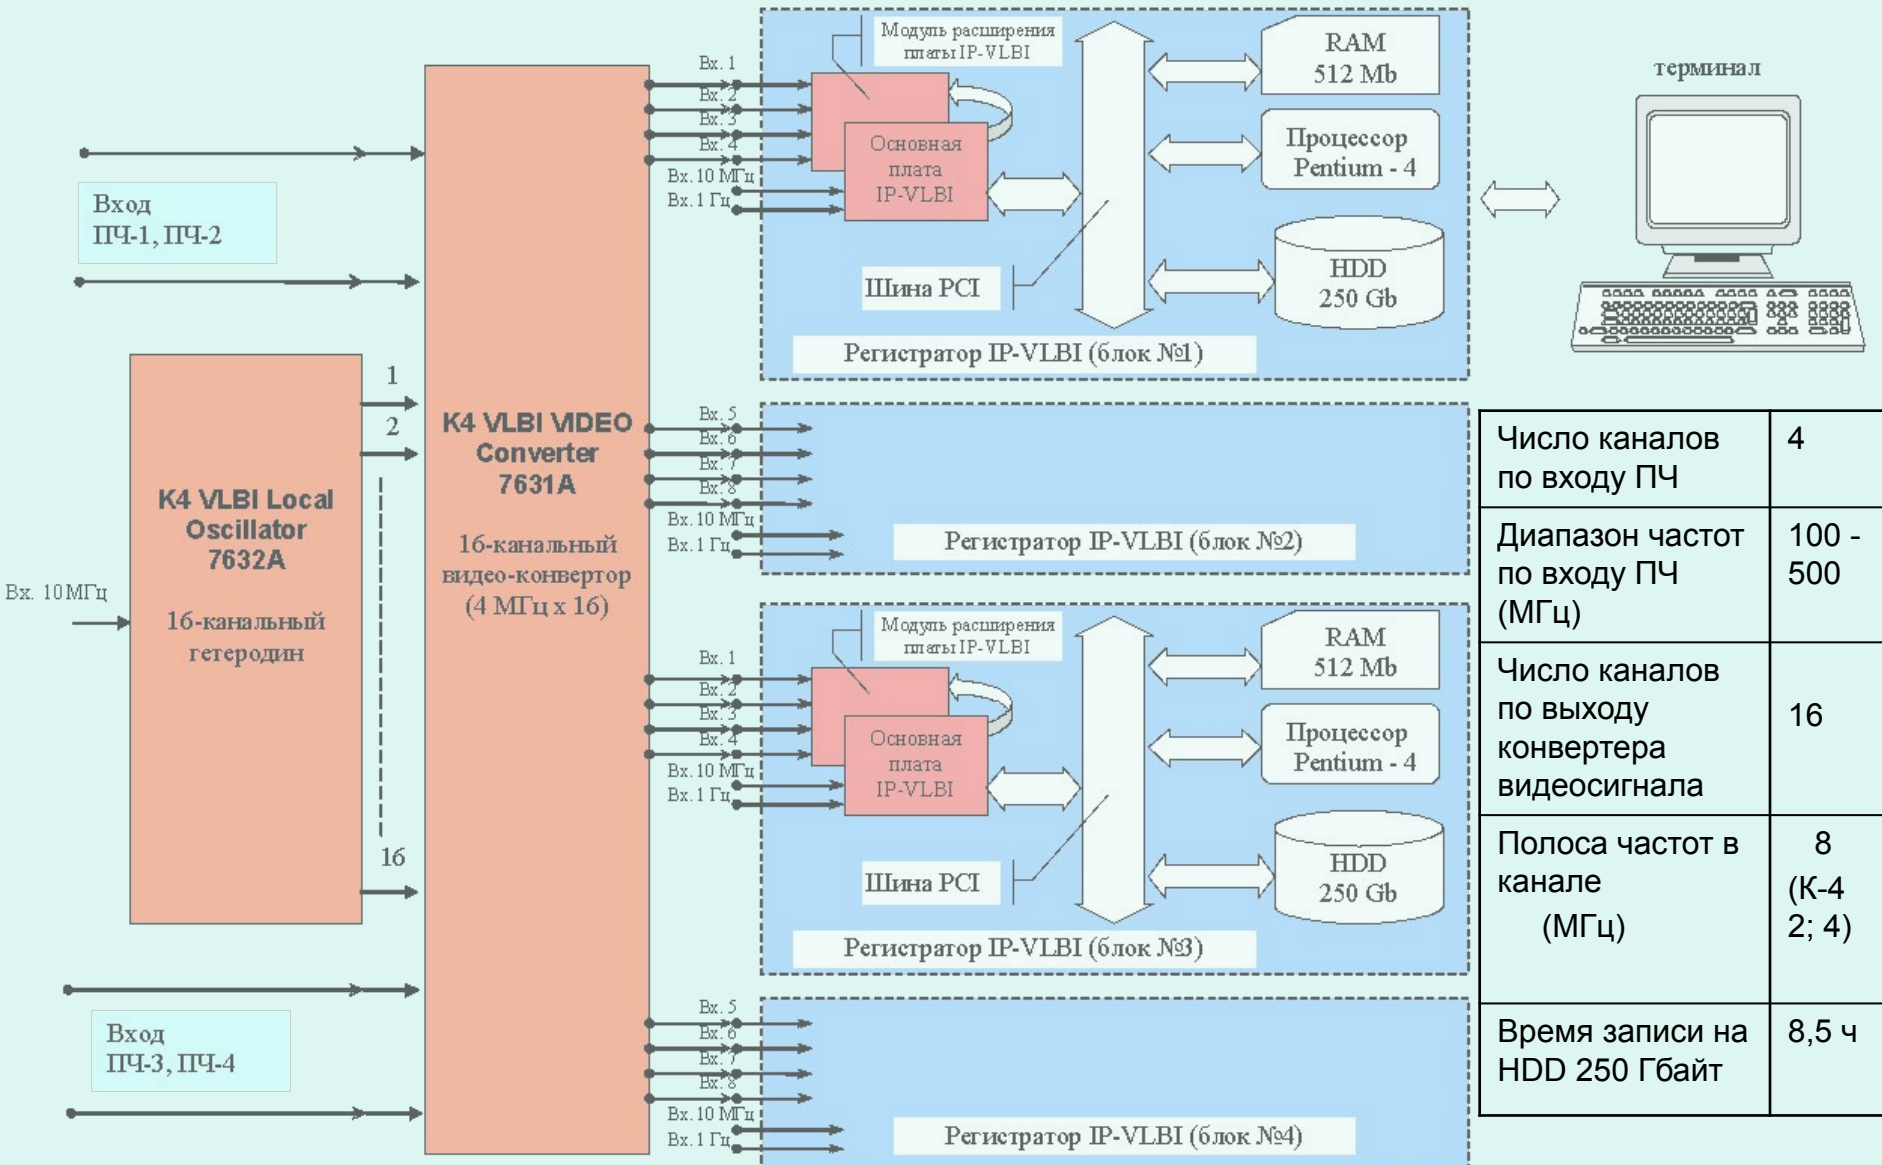 Вход
ПЧ-1, ПЧ-2
Вх. 10МГц
K4 VLBI Local
Oscillator
7632A
16-канальный
гетеродин
1
2
16
Вход
ПЧ-3, ПЧ-4
K4 VLBI VIDEO
Converter
7631A
16-канальный
видео-конвертор
(4 МГц x 16)
Вх. 1
Вх. 2
Вх. 3
Вх. 4
Вх. 10 МГц
Вх. 1 Гц
Модуль расширения
платы IP-VLBI
Основная
плата
IP-VLBI
Шина PCI
RAM
512 Mb
Процессор
Pentium - 4
HDD
250 Gb
Регистратор IP-VLBI (блок №1)
терминал
Вх. 5
Вх. 6
Вх. 7
Вх. 8
Вх. 10 МГц
Вх. 1 Гц
Регистратор IP-VLBI (блок №2)
Вх. 1
Вх. 2
Вх. 3
Вх. 4
Вх. 10 МГц
Вх. 1 Гц
Модуль расширения
платы IP-VLBI
Основная
плата
IP-VLBI
Шина PCI
RAM
512 Mb
Процессор
Pentium - 4
HDD
250 Gb
Регистратор IP-VLBI (блок №3)
Вх. 5
Вх. 6
Вх. 7
Вх. 8
Вх. 10 МГц
Вх. 1 Гц
Регистратор IP-VLBI (блок №4)
Число каналов
по входу ПЧ
4
Диапазон частот
по входу ПЧ
(МГц)
100 -
500
Число каналов
по выходу
конвертера
видеосигнала
16
Полоса частот в
канале
(МГц)
8
(К-4
2; 4)
Время записи на
HDD 250 Гбайт
8,5 ч